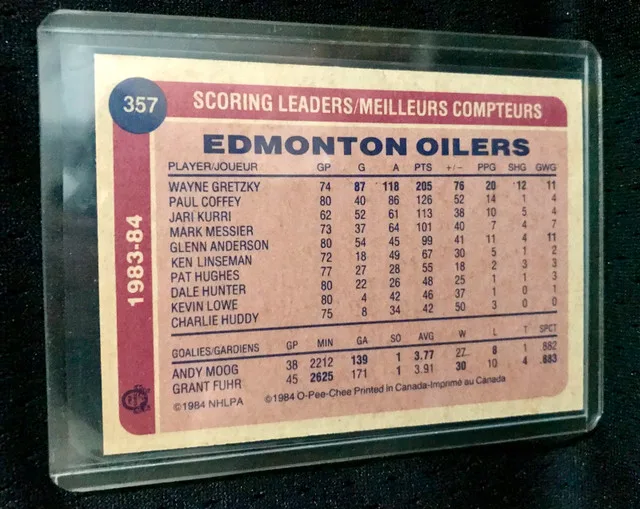 357
SCORING LEADERS/MEILLEURS COMPTEURS
EDMONTON OILERS
1983-84
PLAYER/JOUEUR GP G A PTS +/- PPG SHG GWG
WAYNE GRETZKY 74 87 118 205 76 20 12 11
PAUL COFFEY 80 40 86 126 52 14 1 4
JARI KURRI 62 52 61 113 38 10 5 4
MARK MESSIER 73 37 64 101 40 7 4 7
GLENN ANDERSON 80 54 45 99 41 11 4 11
KEN LINSEMAN 72 18 49 67 30 5 1 2
PAT HUGHES 77 27 28 55 18 2 3 3
DALE HUNTER 80 22 26 48 25 1 1 3
KEVIN LOWE 80 4 42 46 37 1 0 1
CHARLIE HUDDY 75 8 34 42 50 3 0 0
GOALIES/GARDIENS GP MIN GA SO AVG W L T SPCT
ANDY MOOG 38 2212 139 1 3.77 27 8 1 .882
GRANT FUHR 45 2625 171 1 3.91 30 10 4 .883
©1984 NHLPA ©1984 O-Pee-Chee Printed in Canada-Imprimé au Canada